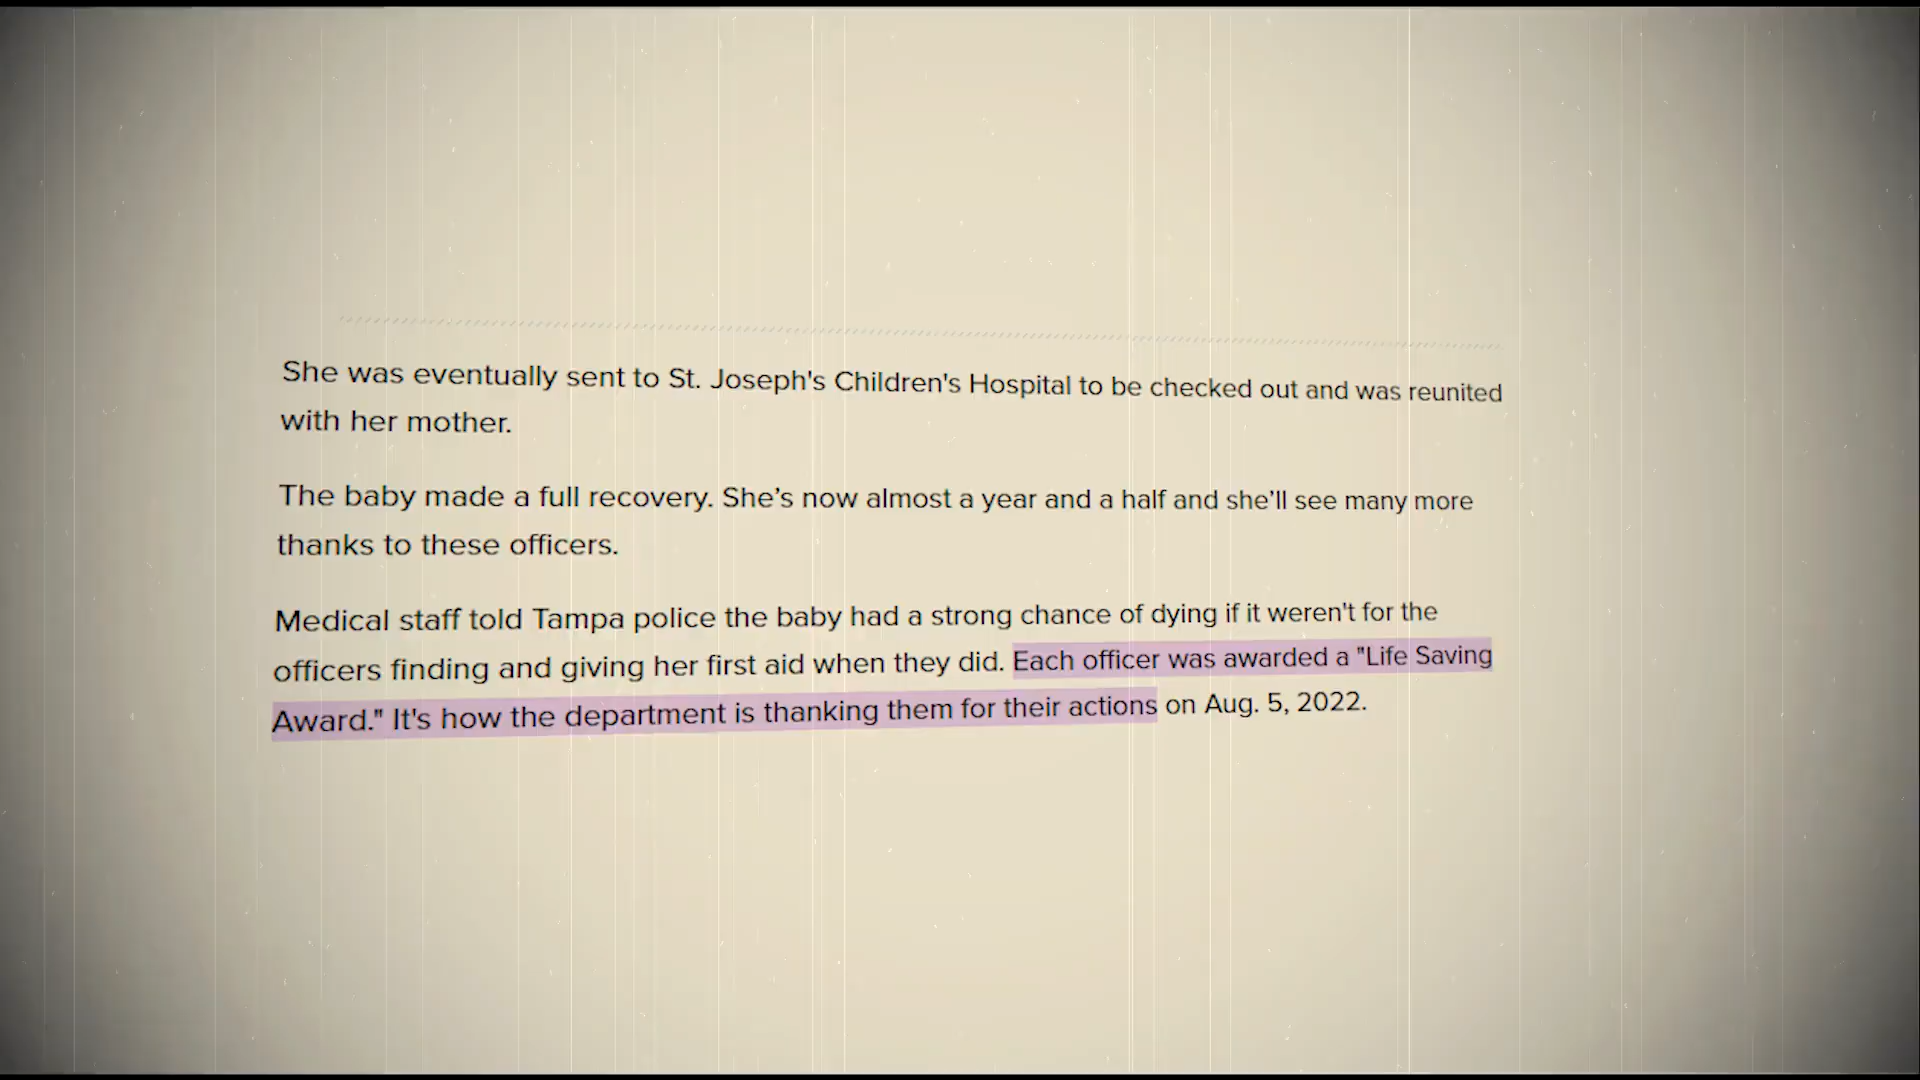 She was eventually sent to St. Joseph's Children's Hospital to be checked out and was reunited
with her mother.
The baby made a full recovery. She’s now almost a year and a half and she’ll see many more
thanks to these officers.
Medical staff told Tampa police the baby had a strong chance of dying if it weren't for the
officers finding and giving her first aid when they did. Each officer was awarded a "Life Saving
Award." It's how the department is thanking them for their actions on Aug. 5, 2022.